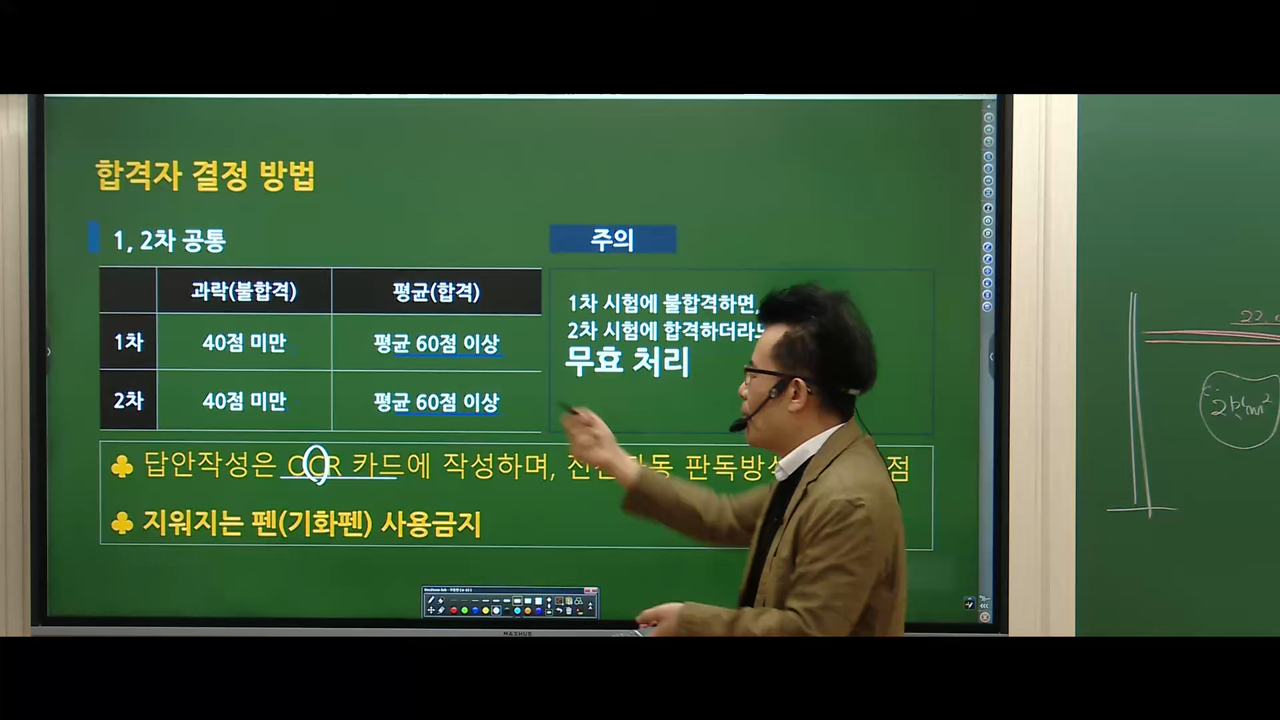 합격자 결정 방법
1, 2차 공통
주의
과락(불합격) 평균(합격)
1차 40점 미만 평균 60점 이상
2차 40점 미만 평균 60점 이상
1차 시험에 불합격하면,
2차 시험에 합격하더라도
무효 처리
♣ 답안작성은 OCR 카드에 작성하며, 판독방식 점
♣ 지워지는 펜(기화펜) 사용금지
MAXHUB
22